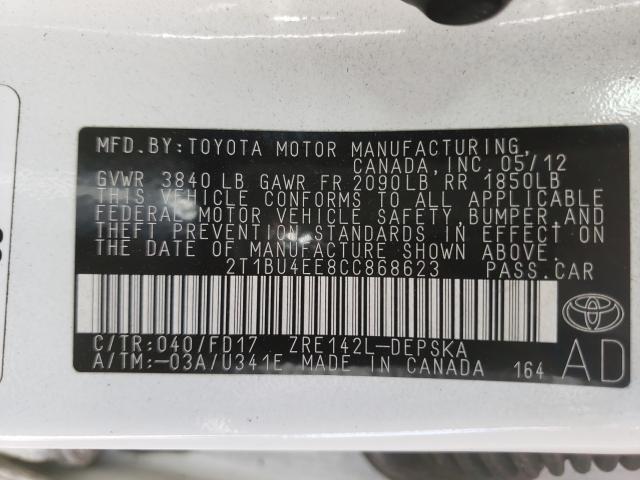 MFD. BY: TOYOTA MOTOR MANUFACTURING,
CANADA, INC. 05/12
GVWR 3840 LB GAWR FR 2090LB RR 1850LB
THIS VEHICLE CONFORMS TO ALL APPLICABLE
FEDERAL MOTOR VEHICLE SAFETY, BUMPER, AND
THEFT PREVENTION STANDARDS IN EFFECT ON
THE DATE OF MANUFACTURE SHOWN ABOVE.
2T1BU4EE8CC868623 PASS.CAR
C/TR:040/FD17 ZRE142L-DEPSKA
A/TM:-03A/U341E MADE IN CANADA 164
AD